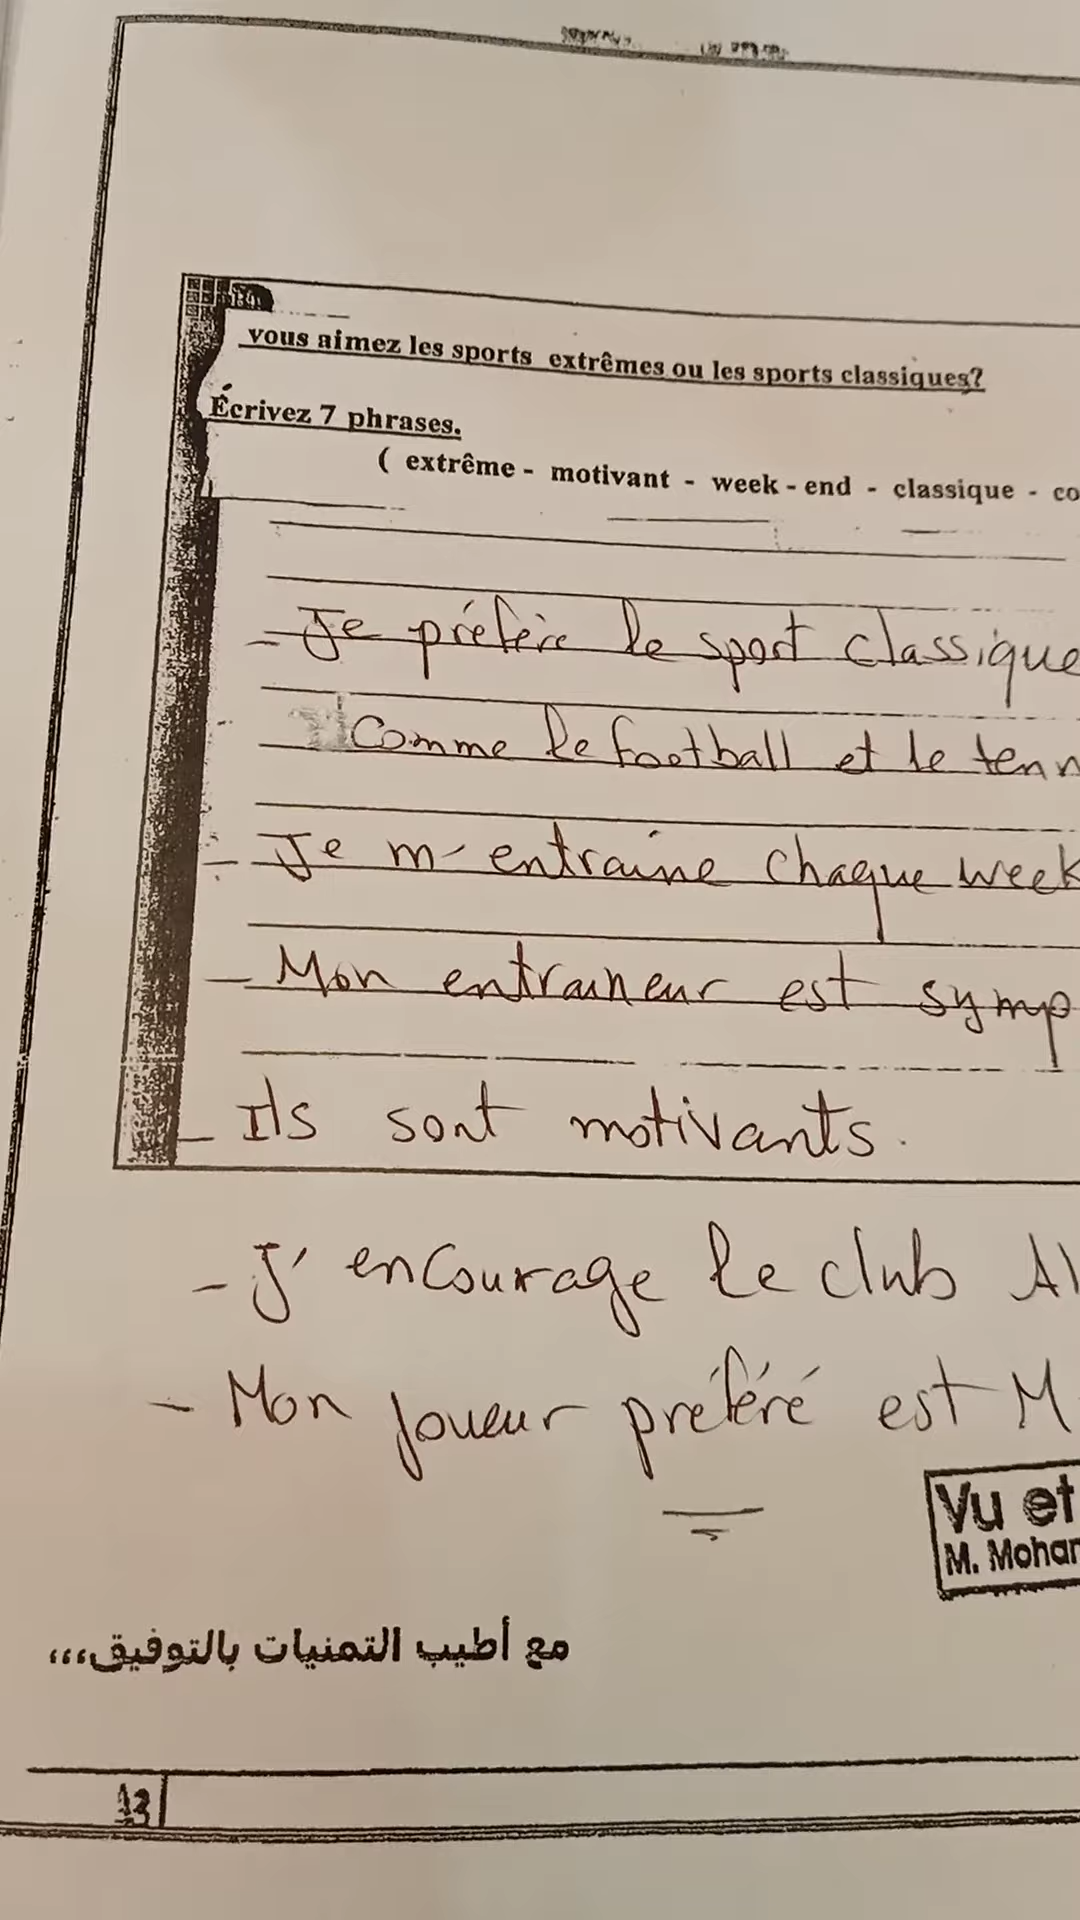 vous aimez les sports extrêmes ou les sports classiques?
Écrivez 7 phrases.
( extrême - motivant - week - end - classique - co
- Je préfère le sport classique
Comme le football et le tenn
- Je m'entraine chaque week
- Mon entraineur est symp
- Ils sont motivants.
- J'encourage le club Al
- Mon joueur préféré est M
Vu et
M. Mohan
مع أطيب التمنيات بالتوفيق،،،
13